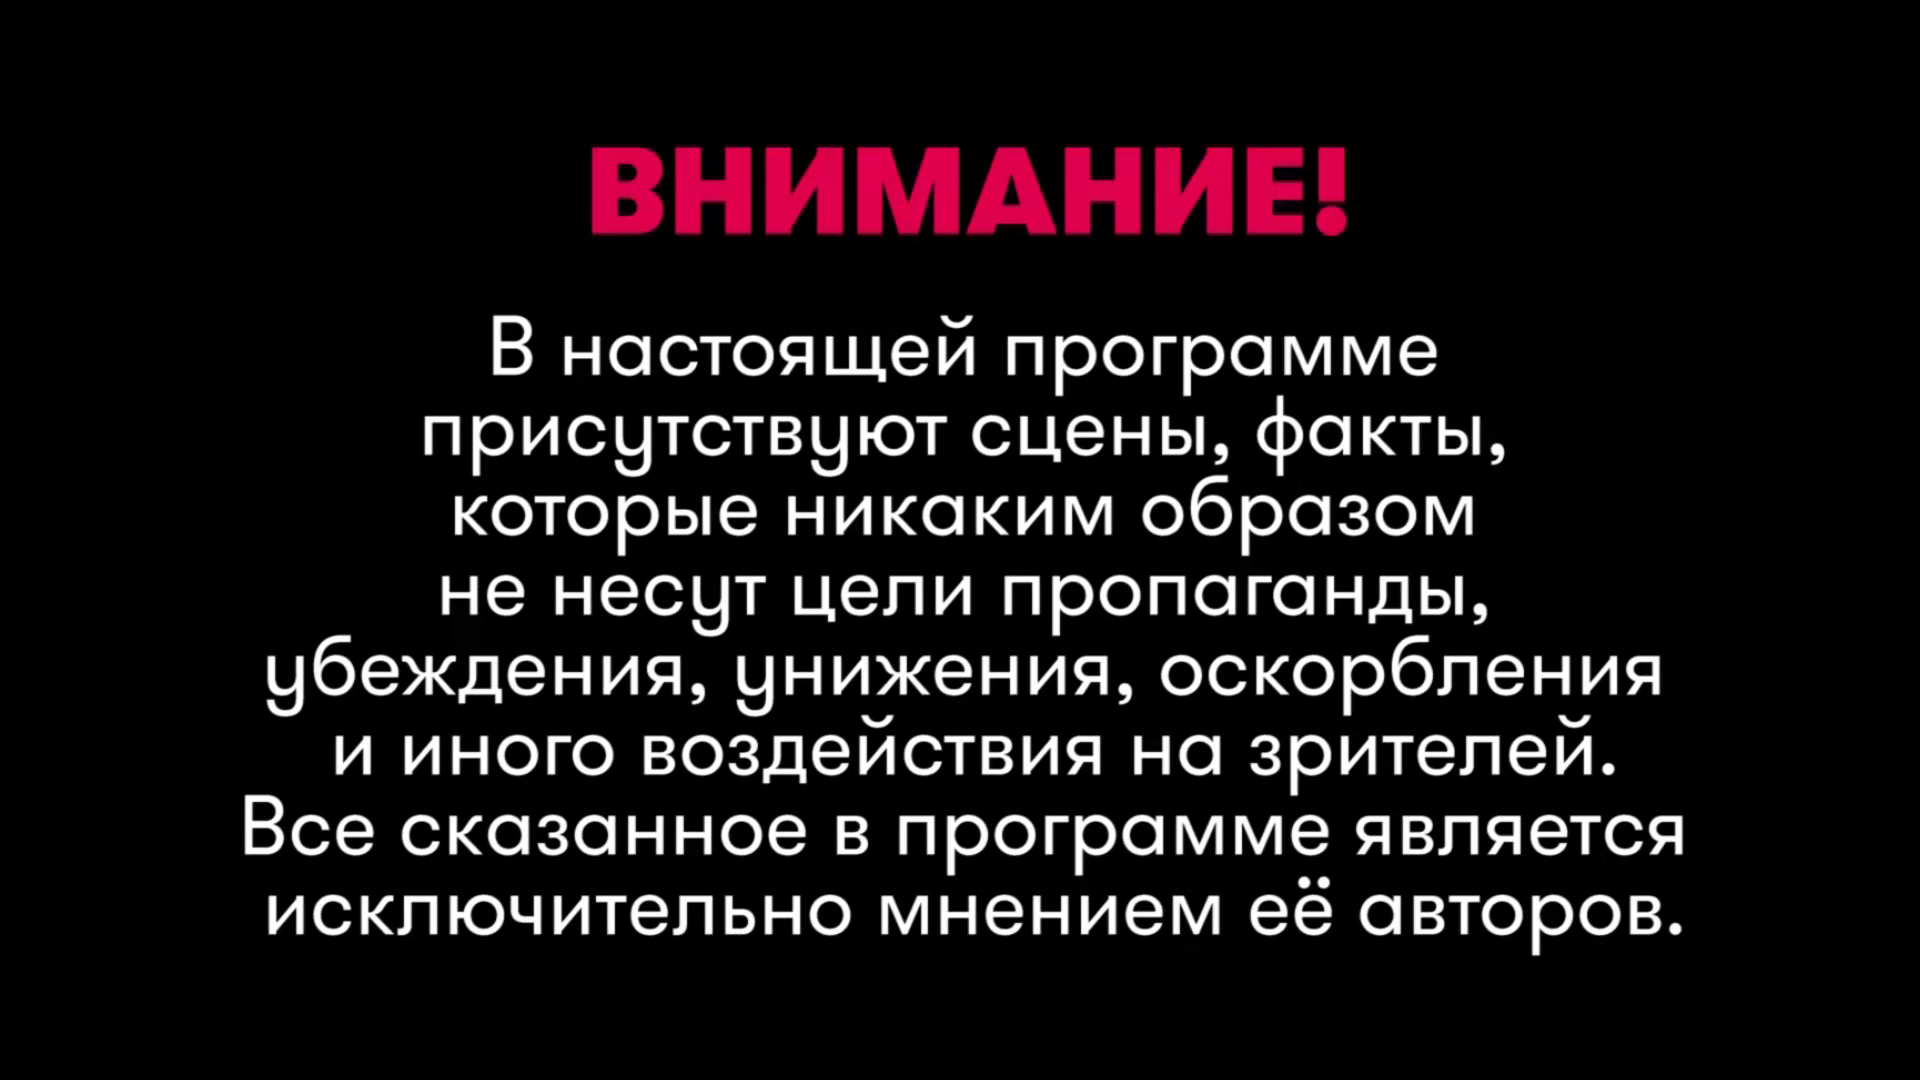 ВНИМАНИЕ!
В настоящей программе
присутствуют сцены, факты,
которые никаким образом
не несут цели пропаганды,
убеждения, унижения, оскорбления
и иного воздействия на зрителей.
Все сказанное в программе является
исключительно мнением её авторов.